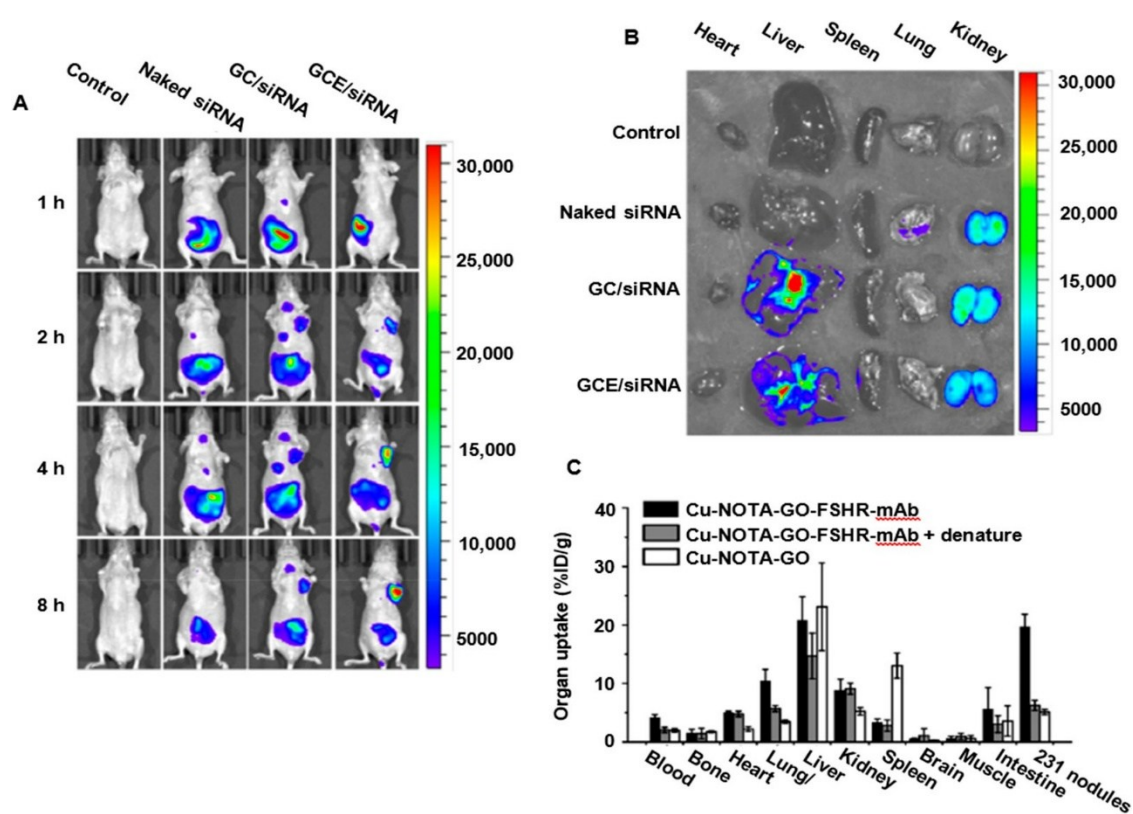 A
Control
Naked siRNA
GC/siRNA
GCE/siRNA
1 h
2 h
4 h
8 h
30,000
25,000
20,000
15,000
10,000
5000
B
Heart
Liver
Spleen
Lung
Kidney
Control
Naked siRNA
GC/siRNA
GCE/siRNA
30,000
25,000
20,000
15,000
10,000
5000
C
Cu-NOTA-GO-FSHR-mAb
Cu-NOTA-GO-FSHR-mAb + denature
Cu-NOTA-GO
Organ uptake (%ID/g)
40
30
20
10
0
Blood
Bone
Heart
Lung/
Liver
Kidney
Spleen
Brain
Muscle
Intestine
231 nodules